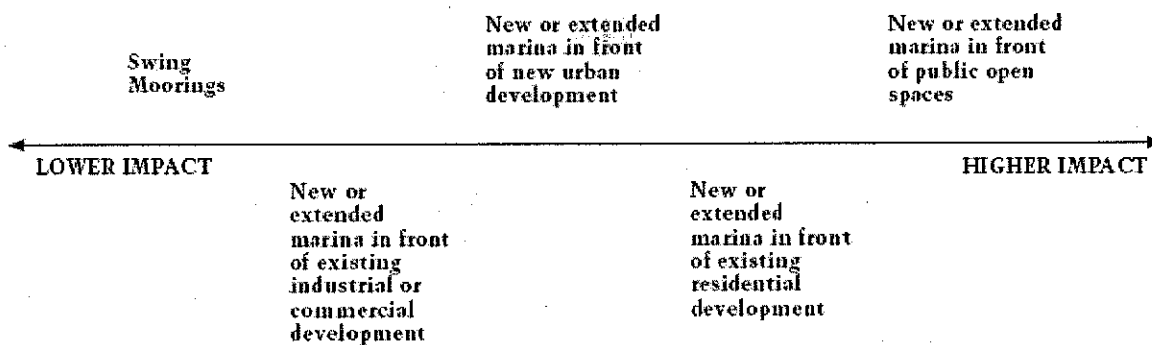 Swing
Moorings
New or extended
marina in front
of new urban
development
New or extended
marina in front
of public open
spaces
LOWER IMPACT
HIGHER IMPACT
New or
extended
marina in front
of existing
industrial or
commercial
development
New or
extended
marina in front
of existing
residential
development